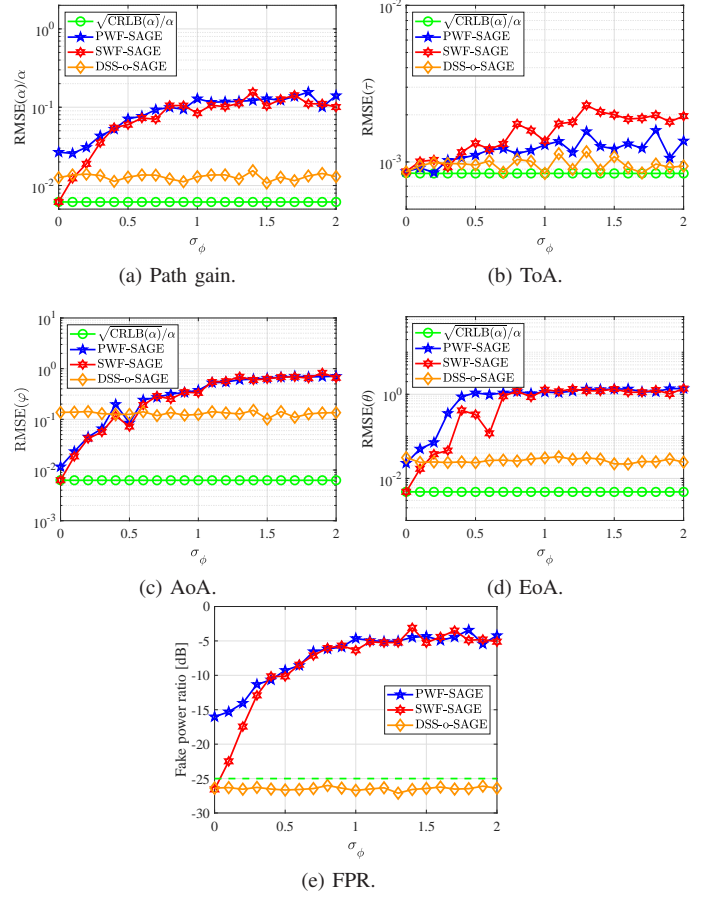 10^0
10^-1
10^-2
RMSE(α)/α
√CRLB(α)/α
PWF-SAGE
SWF-SAGE
DSS-o-SAGE
0 0.5 1 1.5 2
σ_ϕ
(a) Path gain.
10^-2
10^-3
RMSE(τ)
√CRLB(α)/α
PWF-SAGE
SWF-SAGE
DSS-o-SAGE
0 0.5 1 1.5 2
σ_ϕ
(b) ToA.
10^1
10^0
10^-1
10^-2
10^-3
RMSE(φ)
√CRLB(α)/α
PWF-SAGE
SWF-SAGE
DSS-o-SAGE
0 0.5 1 1.5 2
σ_ϕ
(c) AoA.
10^0
10^-2
RMSE(θ)
√CRLB(α)/α
PWF-SAGE
SWF-SAGE
DSS-o-SAGE
0 0.5 1 1.5 2
σ_ϕ
(d) EoA.
0
-5
-10
-15
-20
-25
-30
Fake power ratio [dB]
PWF-SAGE
SWF-SAGE
DSS-o-SAGE
0 0.5 1 1.5 2
σ_ϕ
(e) FPR.